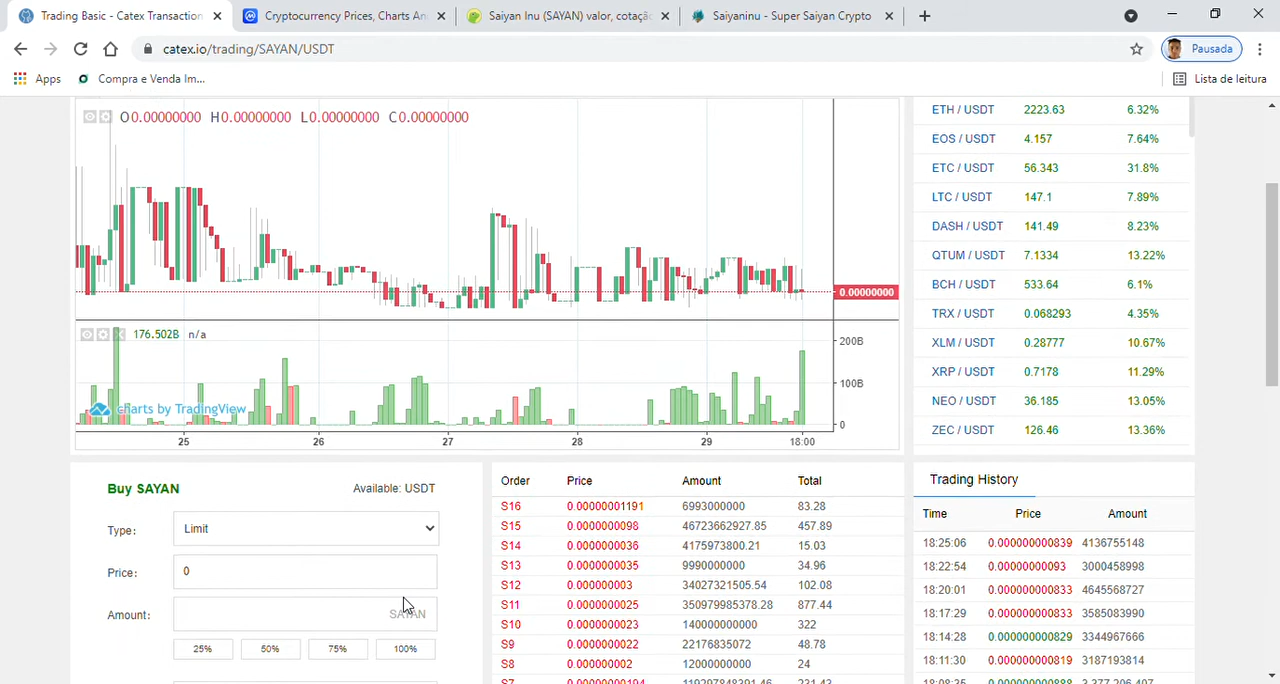 Trading Basic - Catex Transaction
Cryptocurrency Prices, Charts An
Saiyan Inu (SAYAN) valor, cotaçã
Saiyaninu - Super Saiyan Crypto
catex.io/trading/SAYAN/USDT
Pausada
Apps
Compra e Venda Im...
Lista de leitura
O0.00000000 H0.00000000 L0.00000000 C0.00000000
0.00000000
176.502B n/a
200B
100B
0
charts by TradingView
25 26 27 28 29 18:00
ETH / USDT 2223.63 6.32%
EOS / USDT 4.157 7.64%
ETC / USDT 56.343 31.8%
LTC / USDT 147.1 7.89%
DASH / USDT 141.49 8.23%
QTUM / USDT 7.1334 13.22%
BCH / USDT 533.64 6.1%
TRX / USDT 0.068293 4.35%
XLM / USDT 0.28777 10.67%
XRP / USDT 0.7178 11.29%
NEO / USDT 36.185 13.05%
ZEC / USDT 126.46 13.36%
Buy SAYAN
Available: USDT
Type: Limit
Price: 0
Amount: SAYAN
25% 50% 75% 100%
Order Price Amount Total
S16 0.00000001191 6993000000 83.28
S15 0.0000000098 46723662927.85 457.89
S14 0.0000000036 4175973800.21 15.03
S13 0.0000000035 9990000000 34.96
S12 0.000000003 34027321505.54 102.08
S11 0.0000000025 350979985378.28 877.44
S10 0.0000000023 140000000000 322
S9 0.0000000022 22176835072 48.78
S8 0.000000002 12000000000 24
Trading History
Time Price Amount
18:25:06 0.000000000839 4136755148
18:22:54 0.00000000093 3000458998
18:20:01 0.000000000833 4645568727
18:17:29 0.000000000833 3585083990
18:14:28 0.000000000829 3344967666
18:11:30 0.000000000819 3187193814